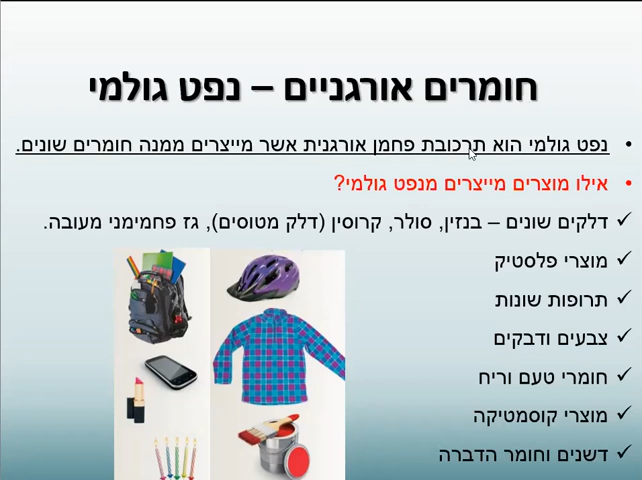 חומרים אורגניים – נפט גולמי
• נפט גולמי הוא תרכובת פחמן אורגנית אשר מייצרים ממנה חומרים שונים.
• אילו מוצרים מייצרים מנפט גולמי?
✓ דלקים שונים – בנזין, סולר, קרוסין (דלק מטוסים), גז פחמימני מעובה.
✓ מוצרי פלסטיק
✓ תרופות שונות
✓ צבעים ודבקים
✓ חומרי טעם וריח
✓ מוצרי קוסמטיקה
✓ דשנים וחומר הדברה